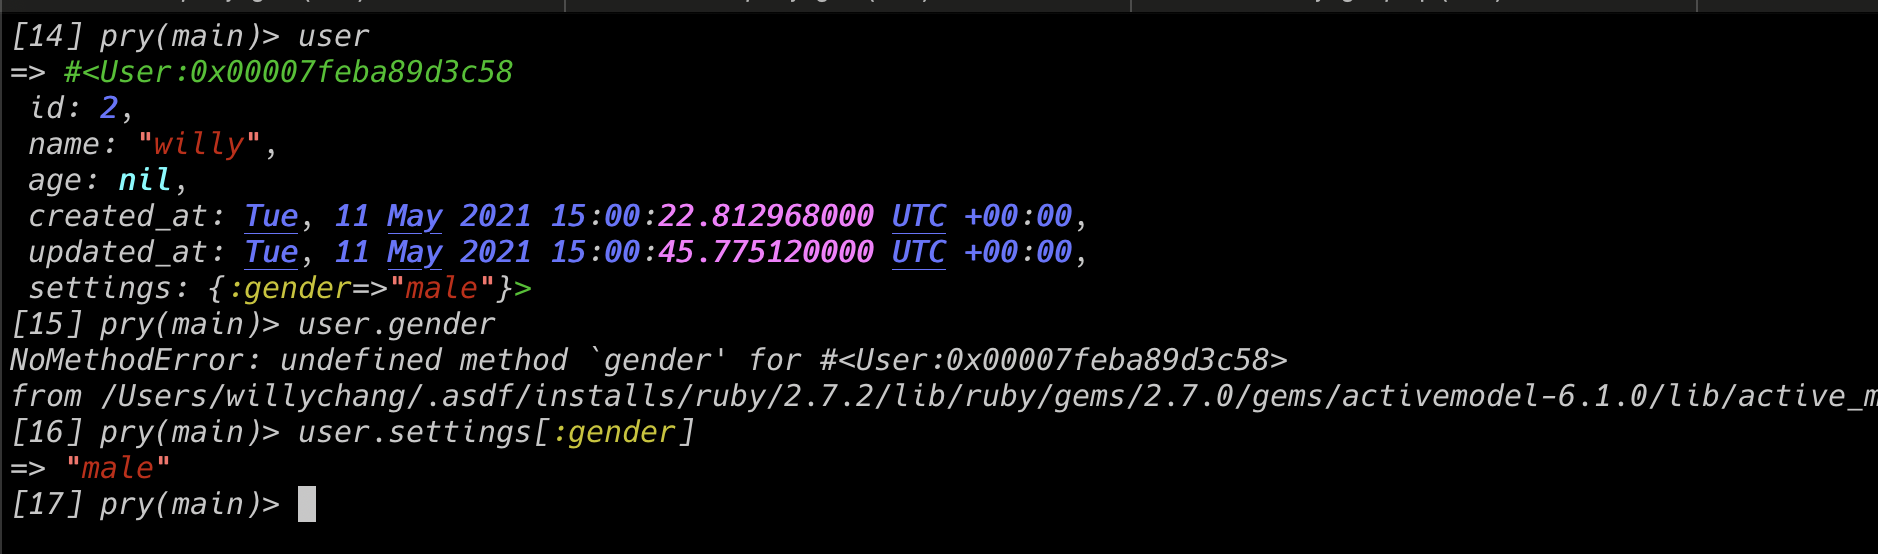 [14] pry(main)> user
=> #<User:0x00007feba89d3c58
 id: 2,
 name: "willy",
 age: nil,
 created_at: Tue, 11 May 2021 15:00:22.812968000 UTC +00:00,
 updated_at: Tue, 11 May 2021 15:00:45.775120000 UTC +00:00,
 settings: {:gender=>"male"}>
[15] pry(main)> user.gender
NoMethodError: undefined method `gender' for #<User:0x00007feba89d3c58>
from /Users/willychang/.asdf/installs/ruby/2.7.2/lib/ruby/gems/2.7.0/gems/activemodel-6.1.0/lib/active_m
[16] pry(main)> user.settings[:gender]
=> "male"
[17] pry(main)>